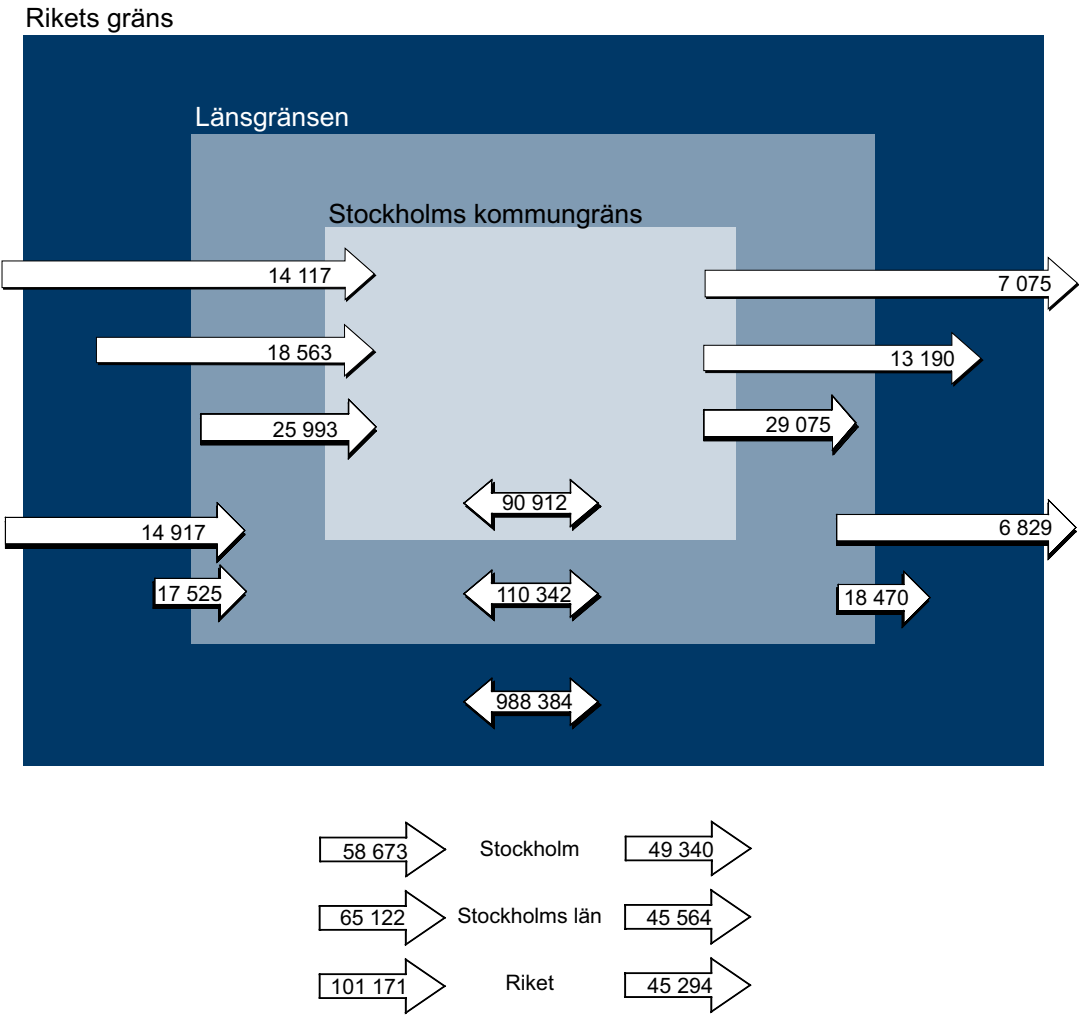 Rikets gräns
Länsgränsen
Stockholms kommungräns
14 117
7 075
18 563
13 190
25 993
29 075
90 912
14 917
6 829
17 525
110 342
18 470
988 384
58 673 Stockholm 49 340
65 122 Stockholms län 45 564
101 171 Riket 45 294